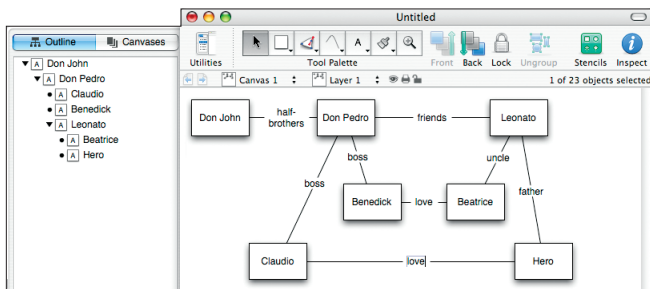 Untitled
Outline
Canvases
Utilities
Tool Palette
Front
Back
Lock
Ungroup
Stencils
Inspect
Canvas 1
Layer 1
1 of 23 objects selected
Don John
Don Pedro
Claudio
Benedick
Leonato
Beatrice
Hero
Don John
half-
brothers
Don Pedro
friends
Leonato
boss
boss
uncle
father
Benedick
love
Beatrice
Claudio
love
Hero